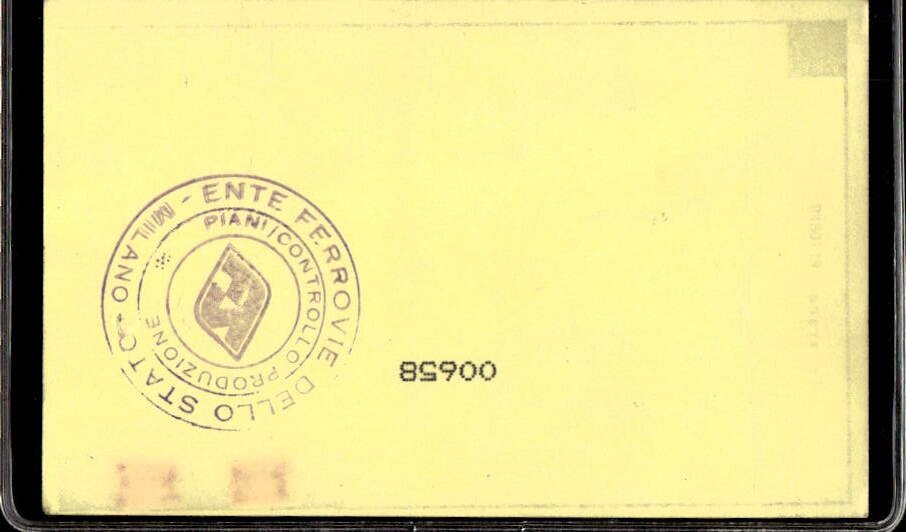 ENTE FERROVIE DELLO STATO - MILANO -
PIANI/CONTROLLO PRODUZIONE
00658